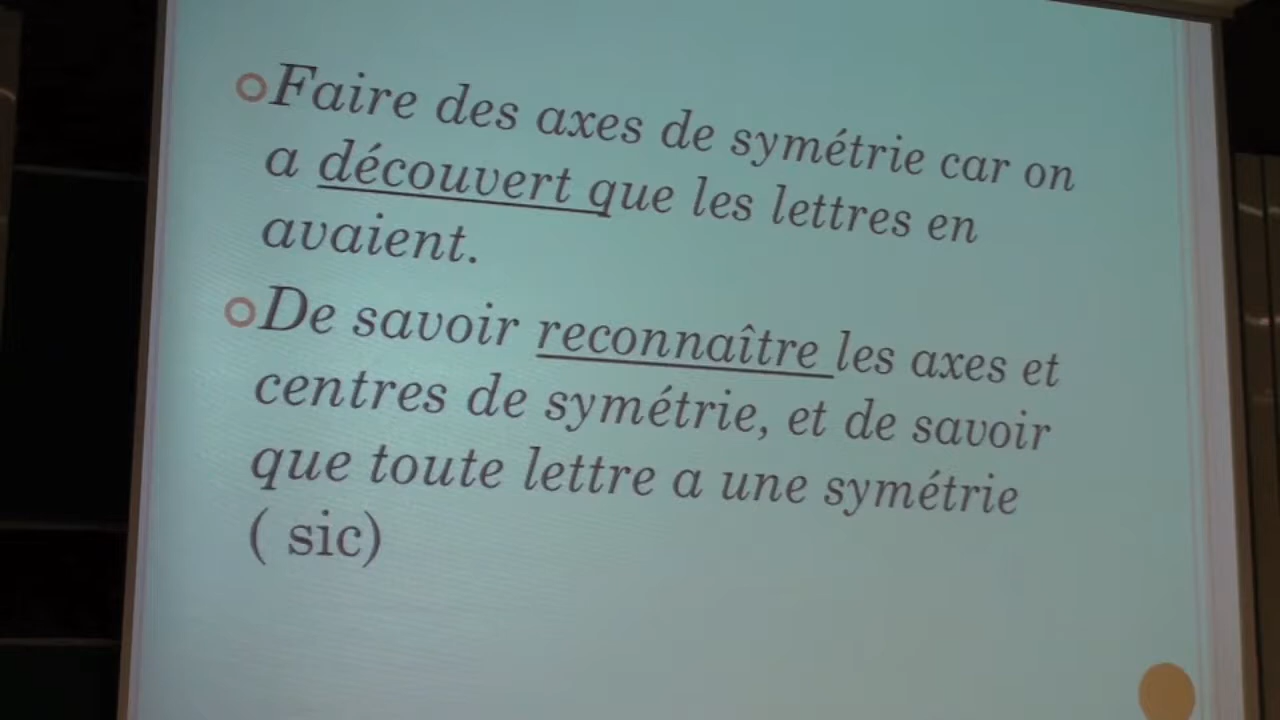 Faire des axes de symétrie car on
a découvert que les lettres en
avaient.
De savoir reconnaître les axes et
centres de symétrie, et de savoir
que toute lettre a une symétrie
( sic)